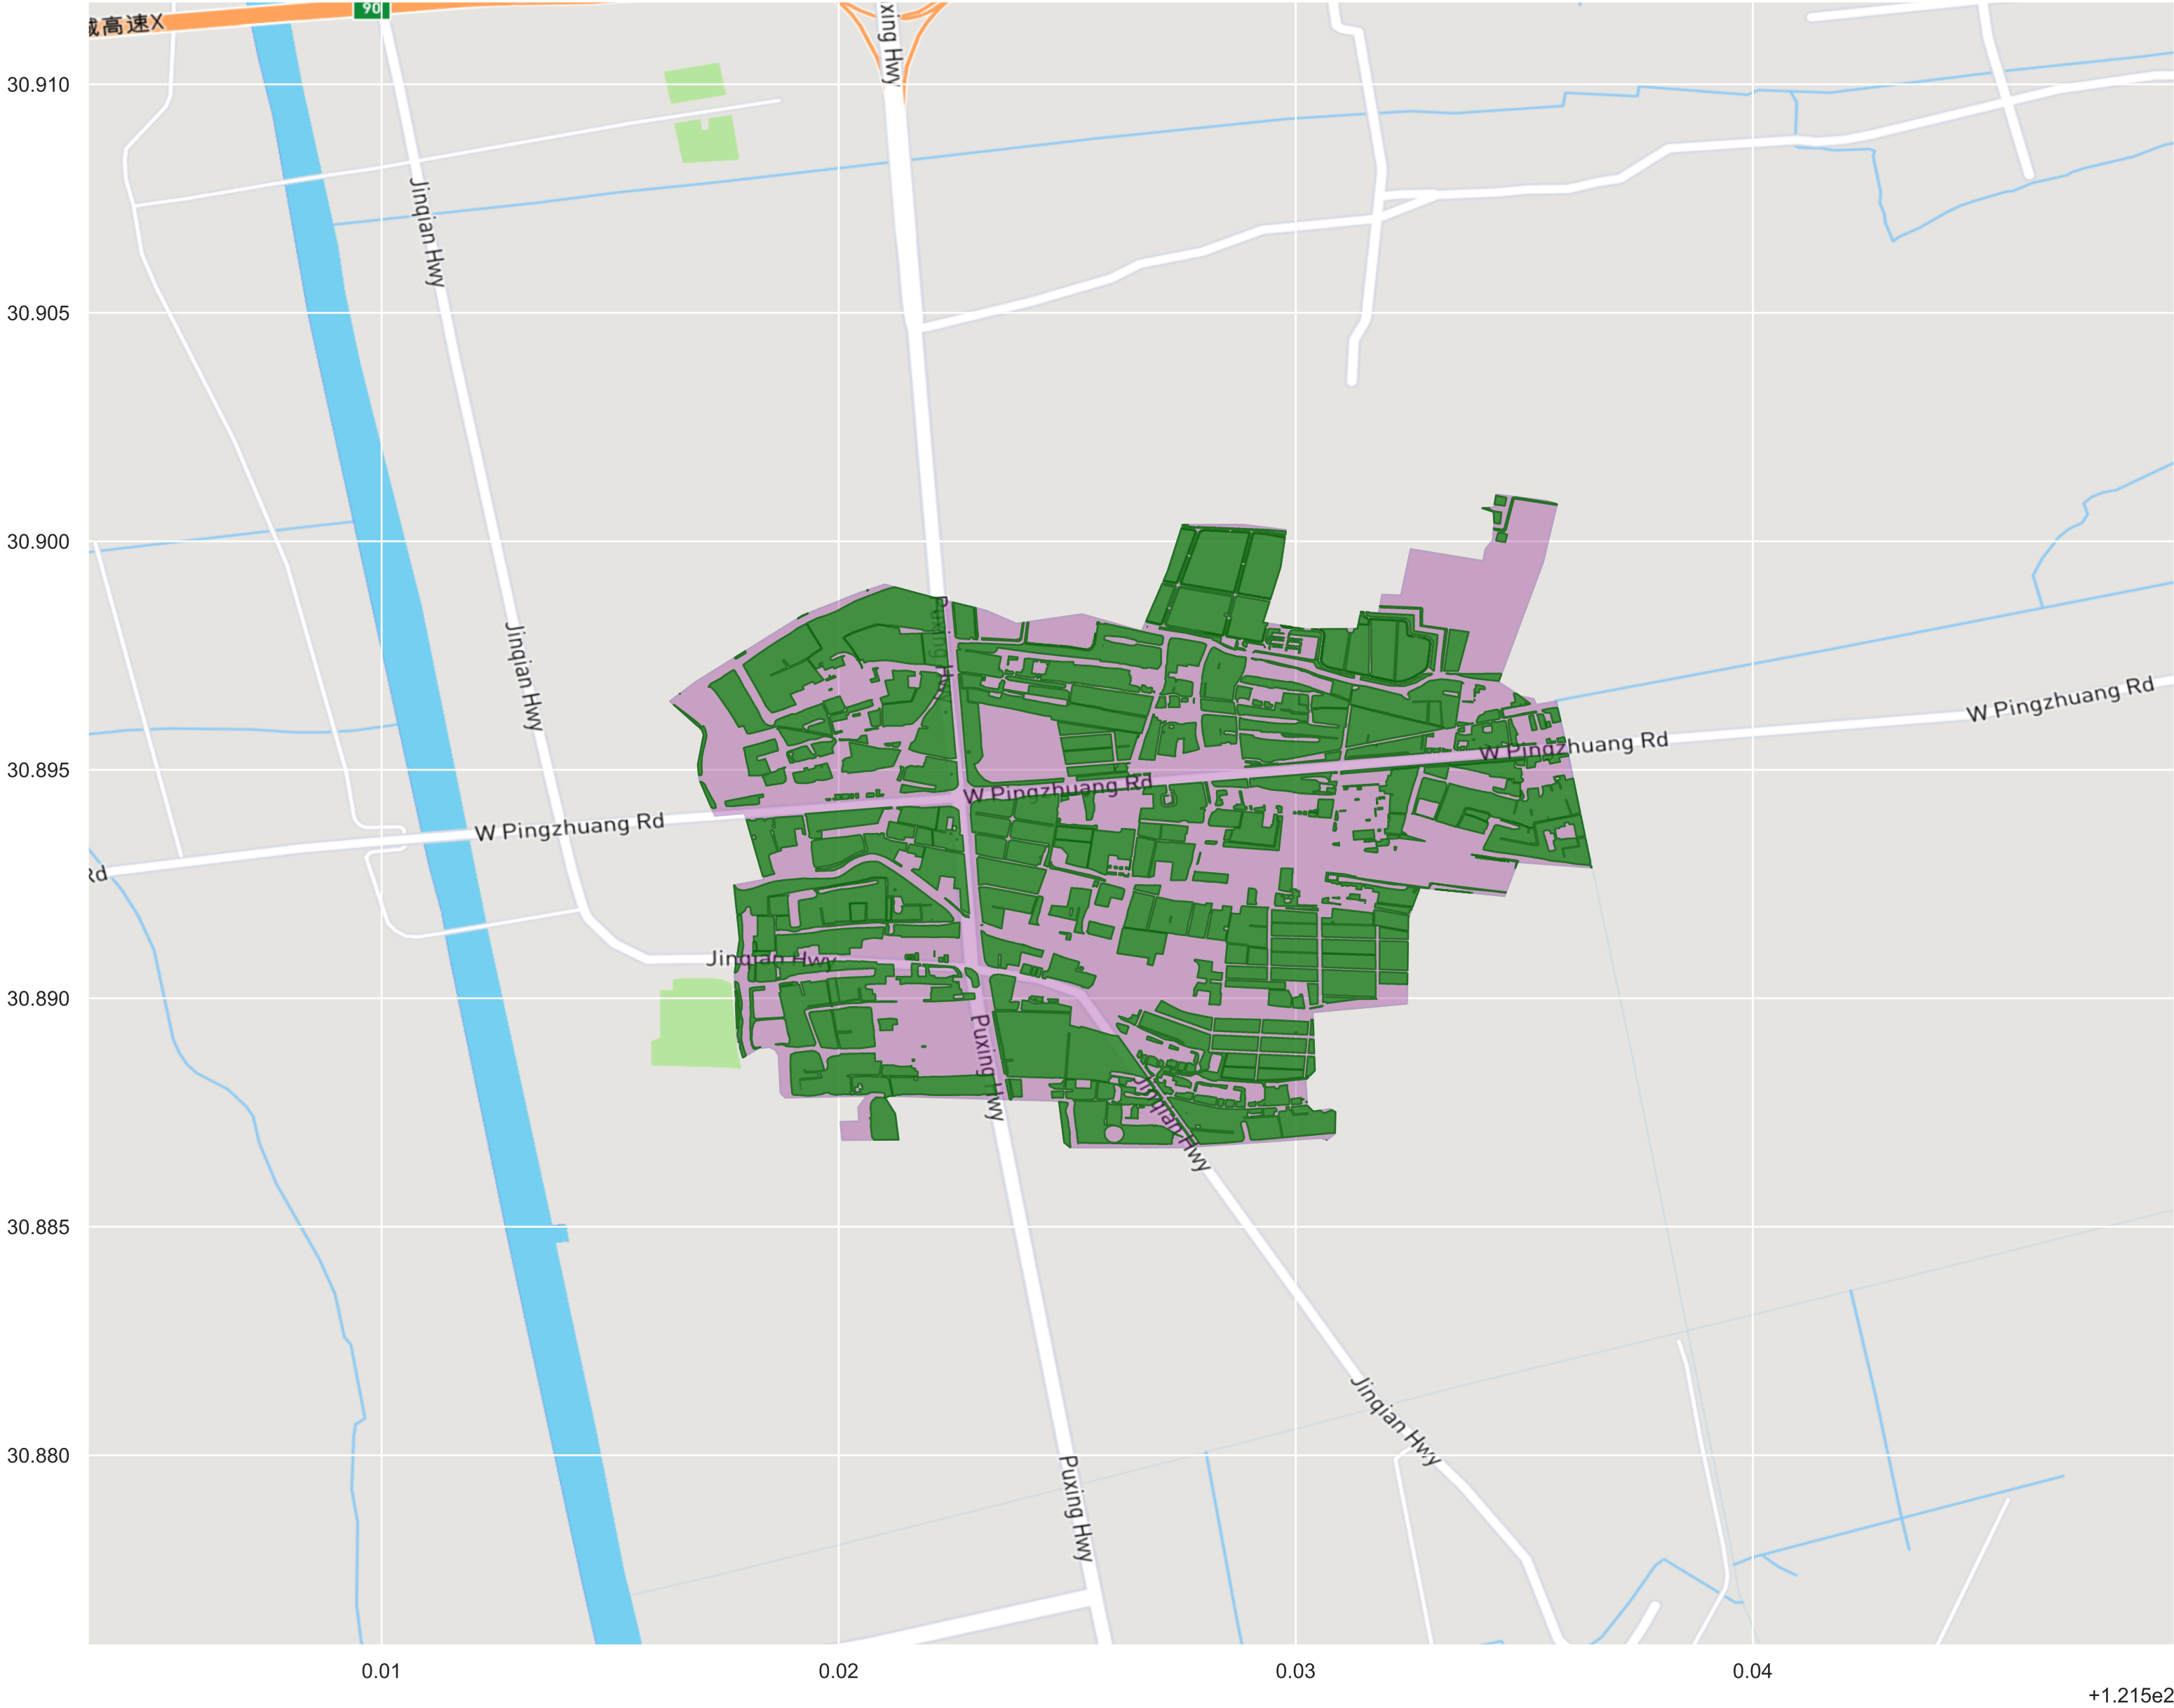 高速X
90
xing Hwy
30.910
Jinqian Hwy
30.905
30.900
Puxing Hwy
Jinqian Hwy
W Pingzhuang Rd
W Pingzhuang Rd
30.895
W Pingzhuang Rd
W Pingzhuang Rd
Rd
Jinqian Hwy
30.890
Puxing Hwy
Jinqian Hwy
30.885
Jinqian Hwy
30.880
Puxing Hwy
0.01
0.02
0.03
0.04
+1.215e2